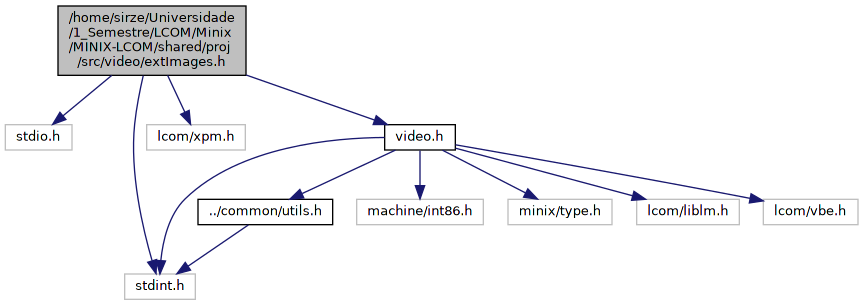 /home/sirze/Universidade
/1_Semestre/LCOM/Minix
/MINIX-LCOM/shared/proj
/src/video/extImages.h
stdio.h
lcom/xpm.h
video.h
../common/utils.h
machine/int86.h
minix/type.h
lcom/liblm.h
lcom/vbe.h
stdint.h